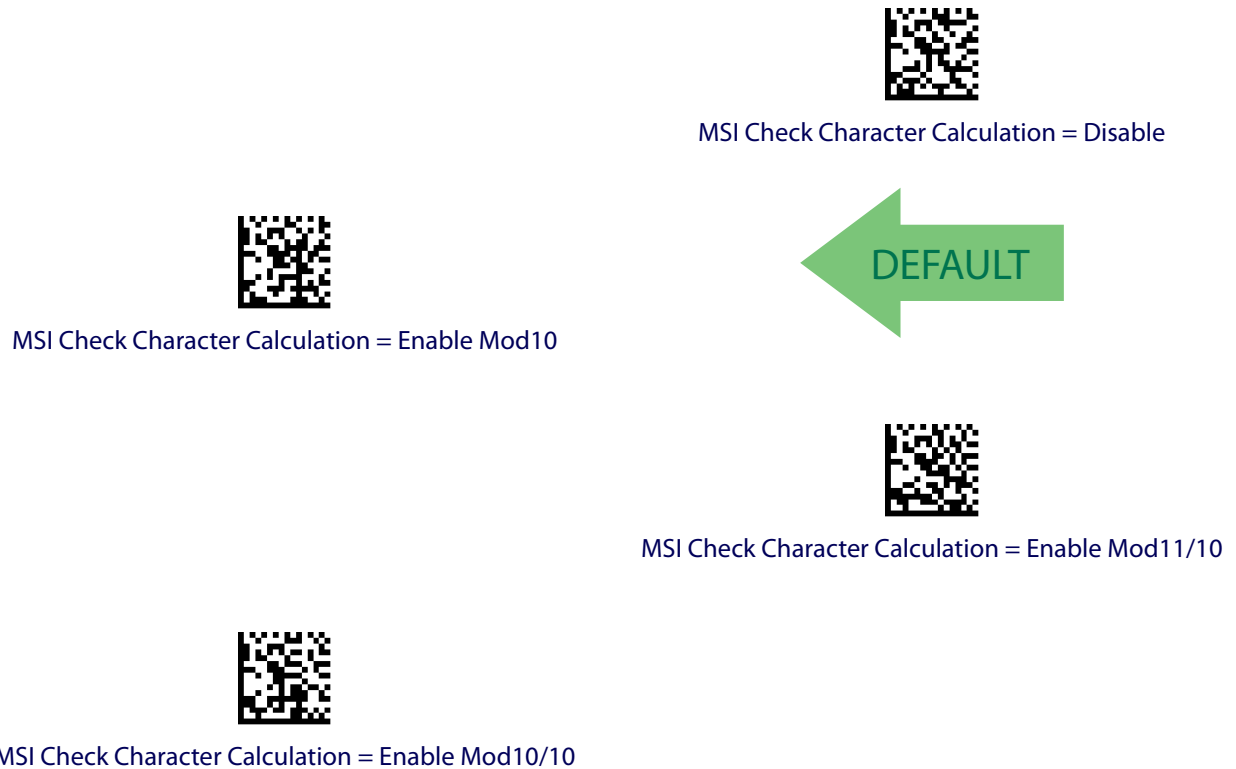 MSI Check Character Calculation = Disable
MSI Check Character Calculation = Enable Mod10
DEFAULT
MSI Check Character Calculation = Enable Mod11/10
MSI Check Character Calculation = Enable Mod10/10